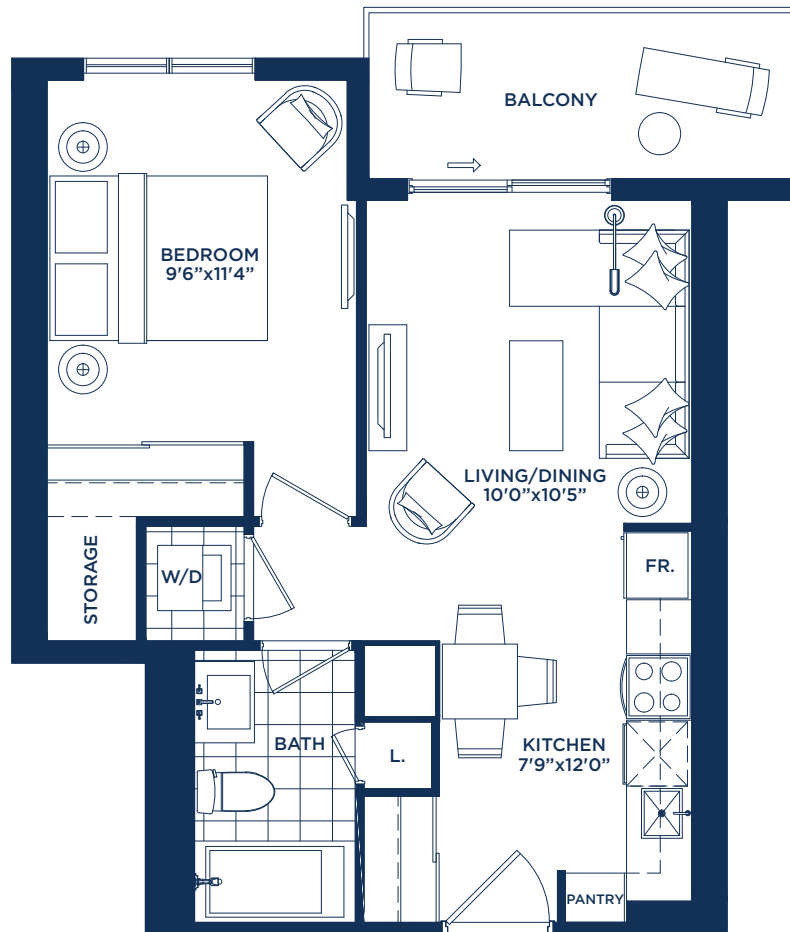 BALCONY
BEDROOM
9'6”x11'4”
LIVING/DINING
10'0”x10'5”
STORAGE
W/D
FR.
BATH
L.
KITCHEN
7'9”x12'0”
PANTRY